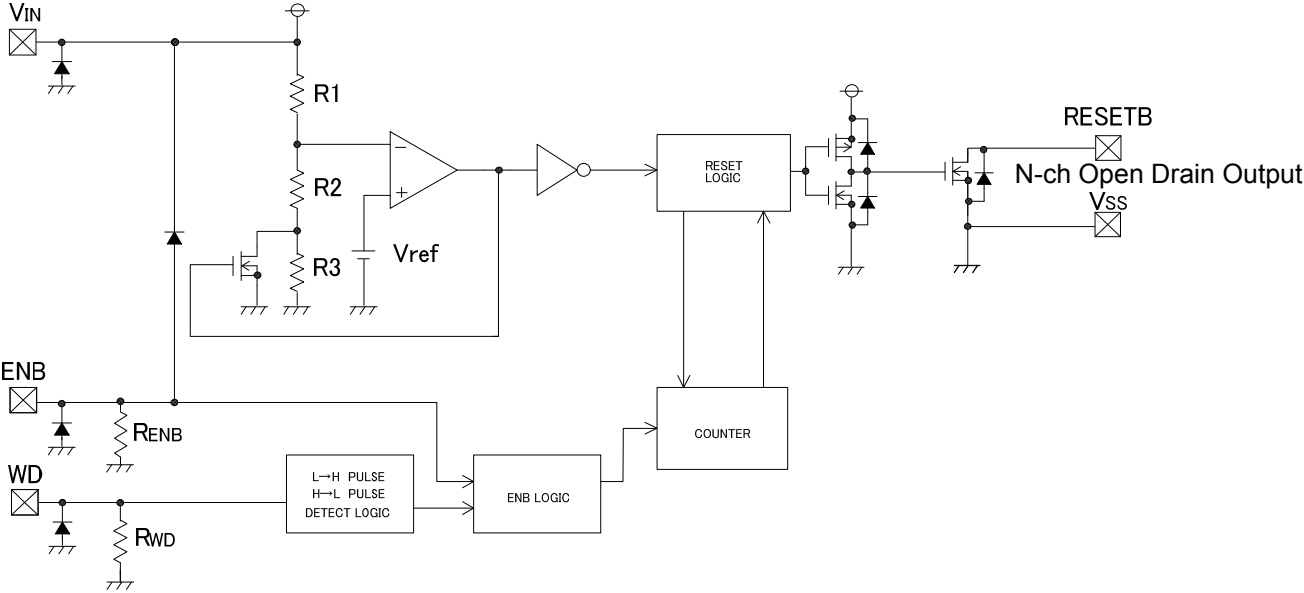 VIN
R1
R2
R3
Vref
−
+
RESET
LOGIC
RESETB
N-ch Open Drain Output
VSS
ENB
RENB
COUNTER
WD
RWD
L→H PULSE
H→L PULSE
DETECT LOGIC
ENB LOGIC